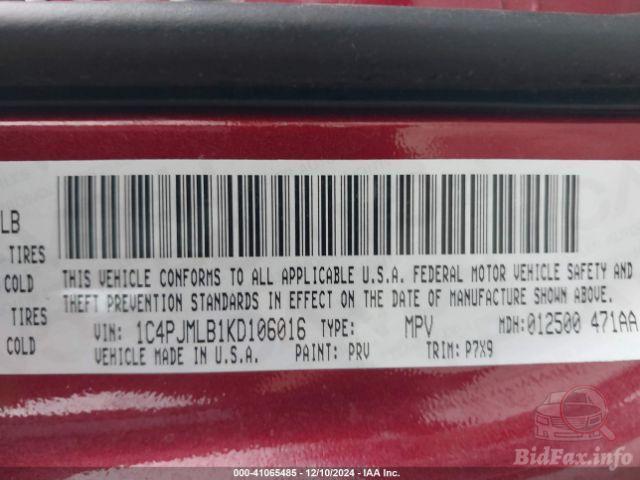 LB
TIRES
COLD
TIRES
COLD
THIS VEHICLE CONFORMS TO ALL APPLICABLE U.S.A. FEDERAL MOTOR VEHICLE SAFETY AND
THEFT PREVENTION STANDARDS IN EFFECT ON THE DATE OF MANUFACTURE SHOWN ABOVE.
VIN: 1C4PJMLB1KD106016 TYPE: MPV MDH:012500 471AA
VEHICLE MADE IN U.S.A. PAINT: PRV TRIM: P7X9
BidFax.info
000-41065485 - 12/10/2024 - IAA Inc.